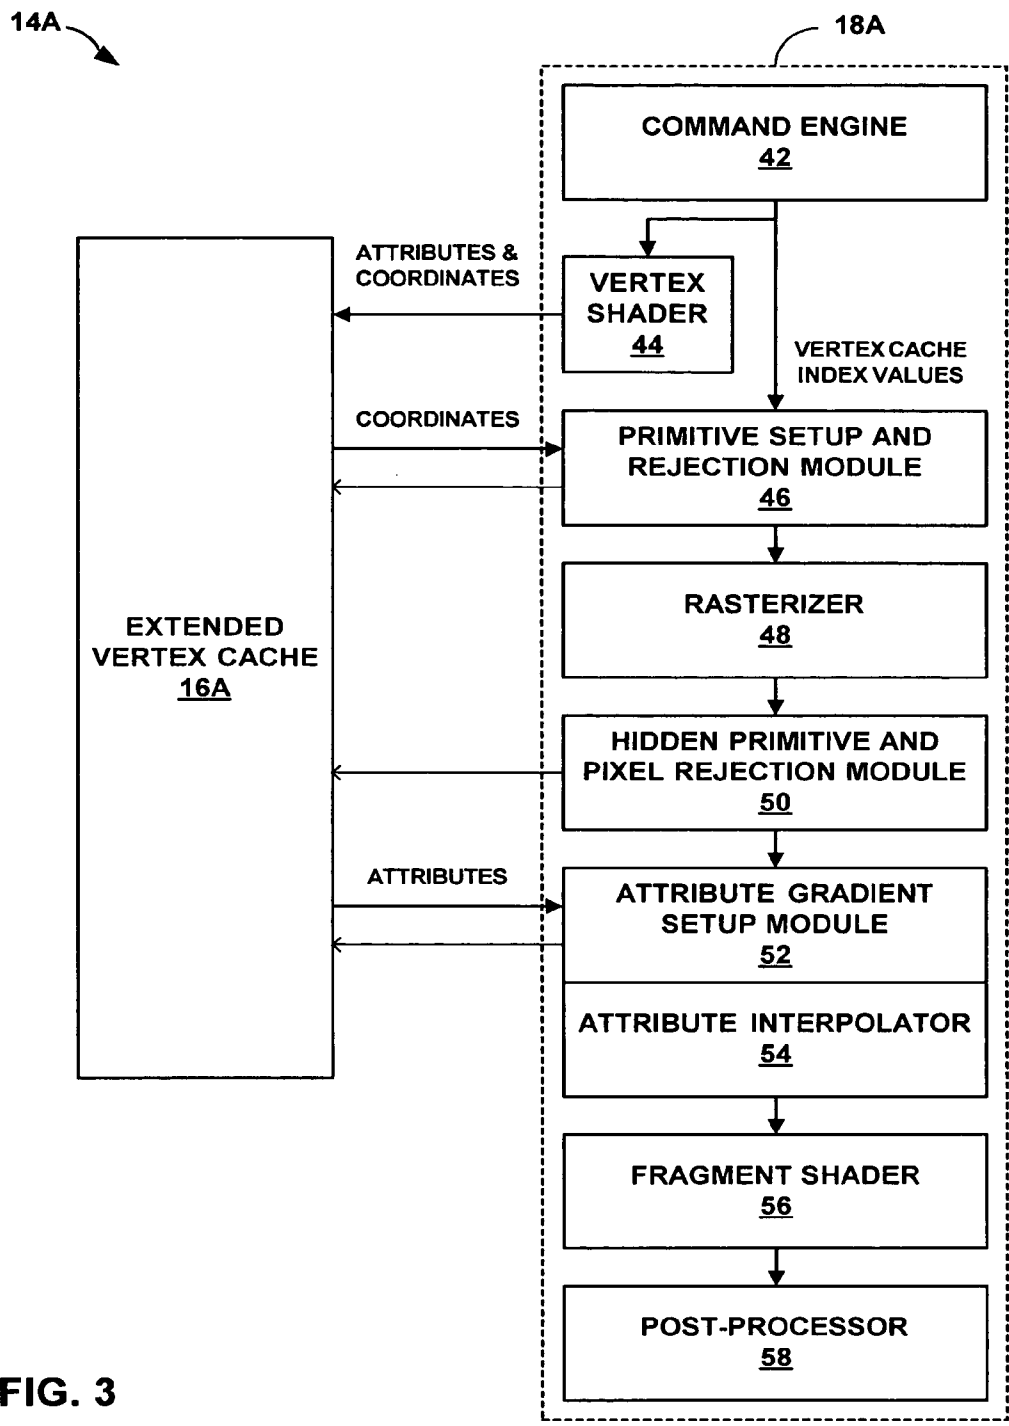 14A
18A
COMMAND ENGINE
42
ATTRIBUTES &
COORDINATES
VERTEX
SHADER
44
VERTEX CACHE
INDEX VALUES
COORDINATES
PRIMITIVE SETUP AND
REJECTION MODULE
46
RASTERIZER
48
EXTENDED
VERTEX CACHE
16A
HIDDEN PRIMITIVE AND
PIXEL REJECTION MODULE
50
ATTRIBUTES
ATTRIBUTE GRADIENT
SETUP MODULE
52
ATTRIBUTE INTERPOLATOR
54
FRAGMENT SHADER
56
POST-PROCESSOR
58
FIG. 3